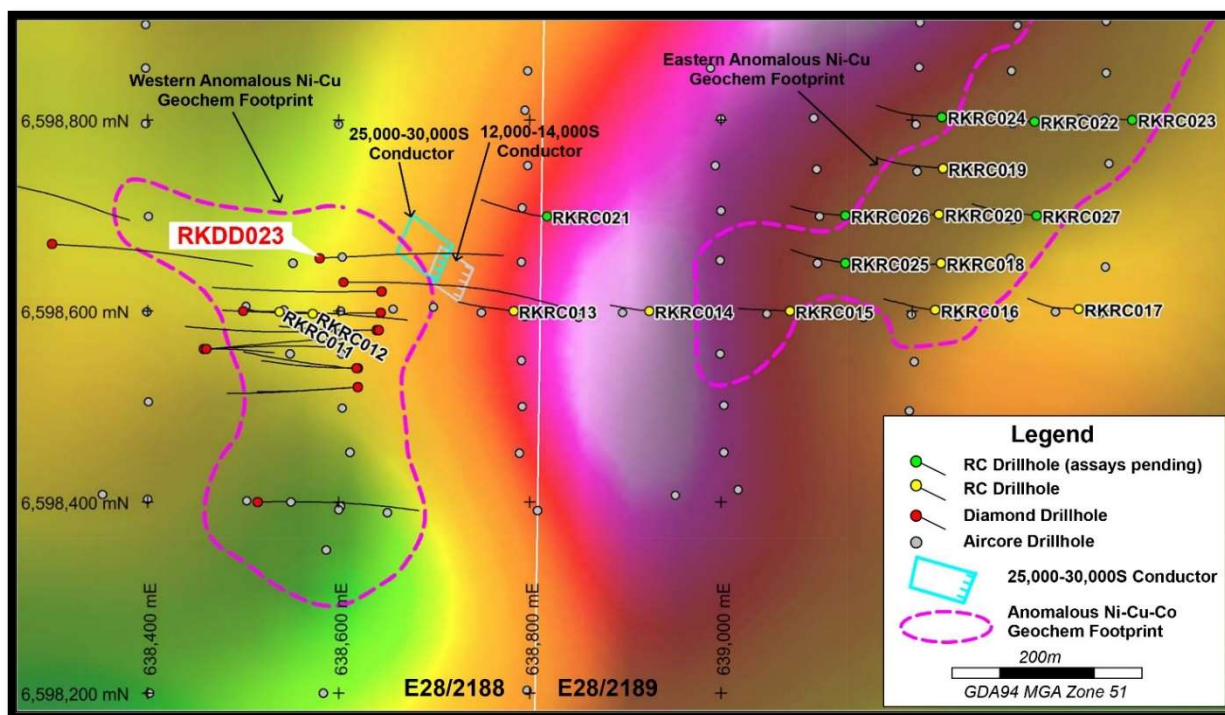 Western Anomalous Ni-Cu
Geochem Footprint
Eastern Anomalous Ni-Cu
Geochem Footprint
25,000-30,000S
Conductor
12,000-14,000S
Conductor
6,598,800 mN
6,598,600 mN
6,598,400 mN
6,598,200 mN
RKRC024
RKRC022
RKRC023
RKRC019
RKRC021
RKRC026
RKRC020
RKRC027
RKDD023
RKRC025
RKRC018
RKRC013
RKRC014
RKRC015
RKRC016
RKRC017
RKRC012
RKRC011
638,400 mE
638,600 mE
638,800 mE
639,000 mE
E28/2188
E28/2189
Legend
RC Drillhole (assays pending)
RC Drillhole
Diamond Drillhole
Aircore Drillhole
25,000-30,000S Conductor
Anomalous Ni-Cu-Co
Geochem Footprint
200m
GDA94 MGA Zone 51